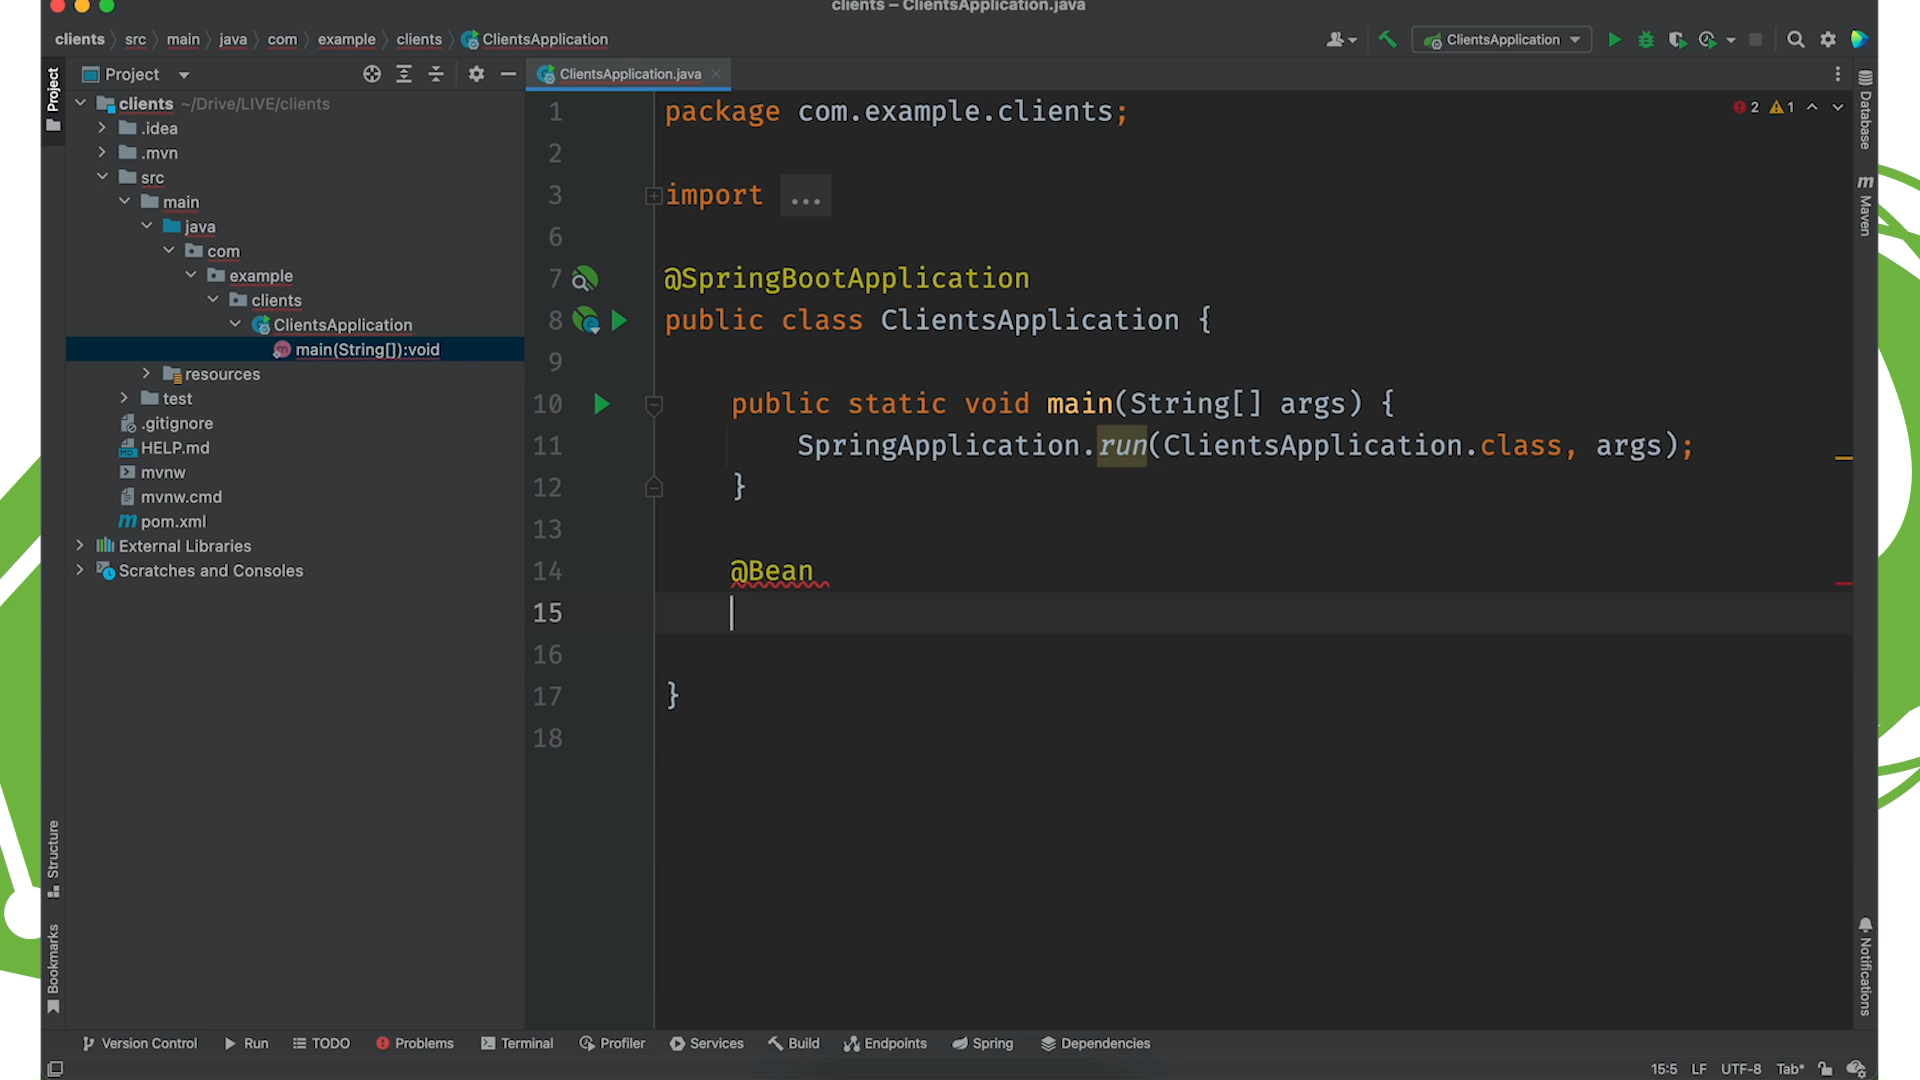 clients – ClientsApplication.java
clients src main java com example clients ClientsApplication
ClientsApplication
Project
Project
ClientsApplication.java
clients ~/Drive/LIVE/clients
.idea
.mvn
src
main
java
com
example
clients
ClientsApplication
main(String[]):void
resources
test
.gitignore
HELP.md
mvnw
mvnw.cmd
pom.xml
External Libraries
Scratches and Consoles
1 package com.example.clients;
2
3 import ...
6
7 @SpringBootApplication
8 public class ClientsApplication {
9
10 public static void main(String[] args) {
11 SpringApplication.run(ClientsApplication.class, args);
12 }
13
14 @Bean
15
16
17 }
18
2 1
Database
Maven
Notifications
Structure
Bookmarks
Version Control Run TODO Problems Terminal Profiler Services Build Endpoints Spring Dependencies
15:5 LF UTF-8 Tab*